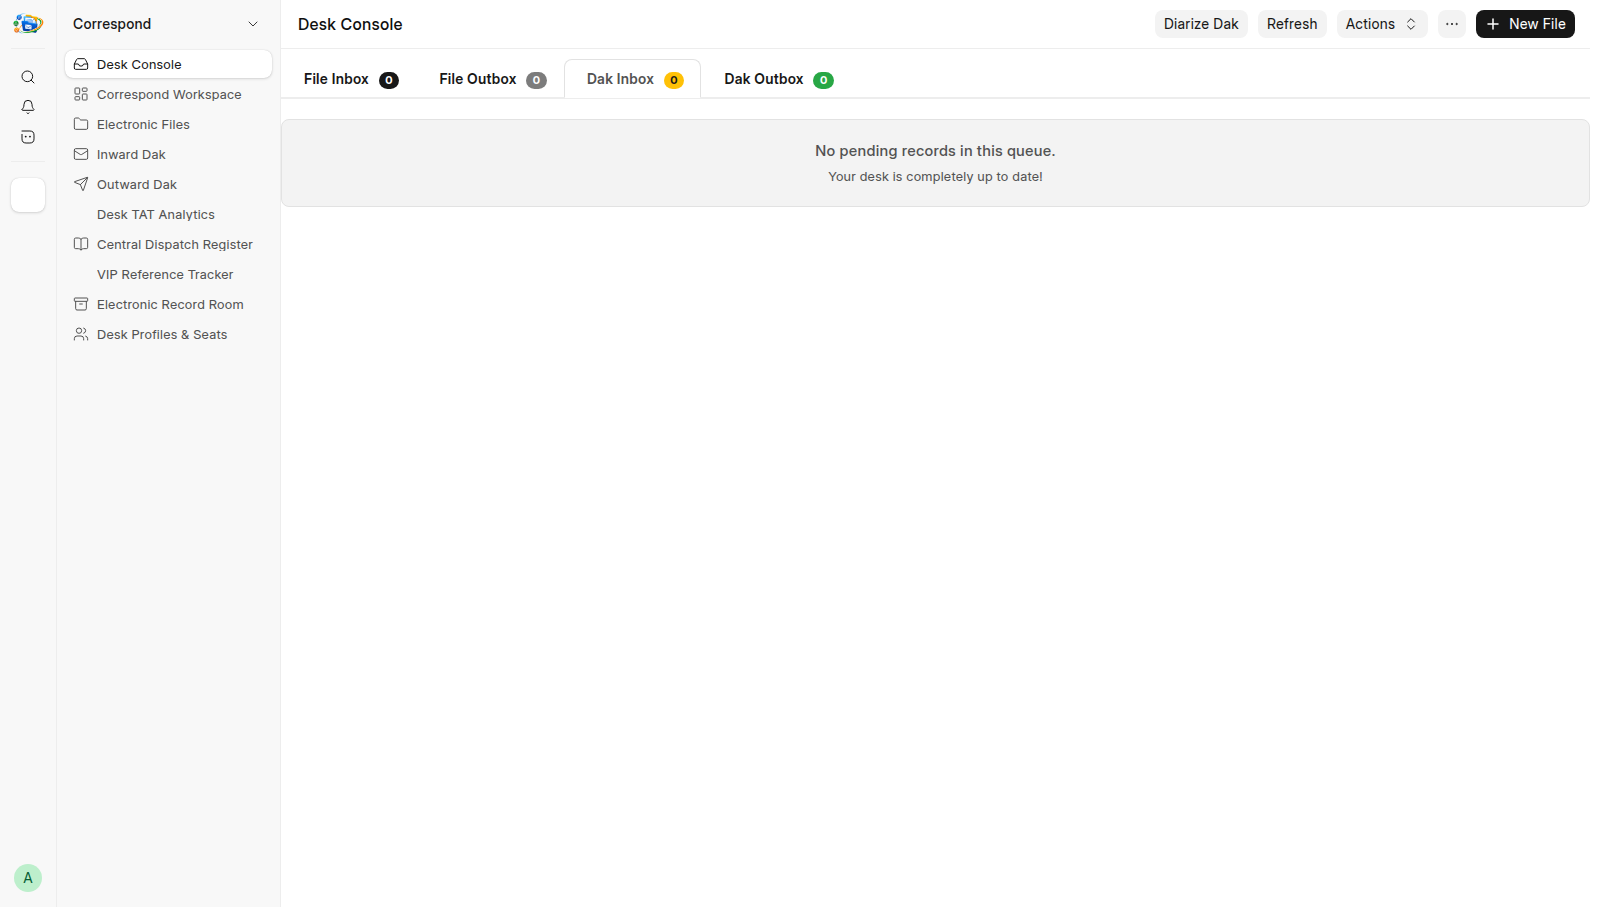 Correspond
Desk Console
Correspond Workspace
Electronic Files
Inward Dak
Outward Dak
Desk TAT Analytics
Central Dispatch Register
VIP Reference Tracker
Electronic Record Room
Desk Profiles & Seats
A
Desk Console
Diarize Dak
Refresh
Actions
New File
File Inbox 0
File Outbox 0
Dak Inbox 0
Dak Outbox 0
No pending records in this queue.
Your desk is completely up to date!